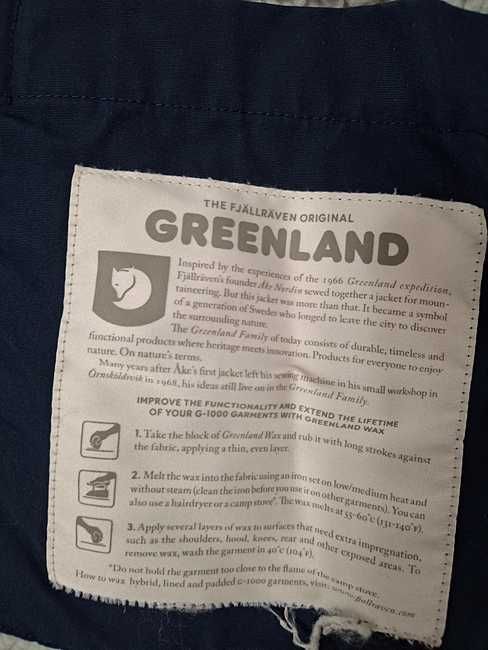 THE FJÄLLRÄVEN ORIGINAL
GREENLAND
Inspired by the experiences of the 1966 Greenland expedition,
Fjällräven's founder Åke Nordin sewed together a jacket for moun-
taineering. But this jacket was more than that. It became a symbol
of a generation of Swedes who longed to leave the city to discover
the surrounding nature.
The Greenland Family of today consists of durable, timeless and
functional products where heritage meets innovation. Products for everyone to enjoy
nature. On nature's terms.
Many years after Åke's first jacket left his sewing machine in his small workshop in
Örnsköldsvik in 1968, his ideas still live on in the Greenland Family.
IMPROVE THE FUNCTIONALITY AND EXTEND THE LIFETIME
OF YOUR G-1000 GARMENTS WITH GREENLAND WAX
1. Take the block of Greenland Wax and rub it with long strokes against
the fabric, applying a thin, even layer.
2. Melt the wax into the fabric using an iron set on low/medium heat and
without steam (clean the iron before you use it on other garments). You can
also use a hairdryer or a camp stove*. The wax melts at 55-60°C (131-140°F).
3. Apply several layers of wax to surfaces that need extra impregnation,
such as the shoulders, hood, knees, rear and other exposed areas. To
remove wax, wash the garment in 40°C (104°F).
*Do not hold the garment too close to the flame of the camp stove.
How to wax hybrid, lined and padded G-1000 garments, visit: www.fjallraven.com